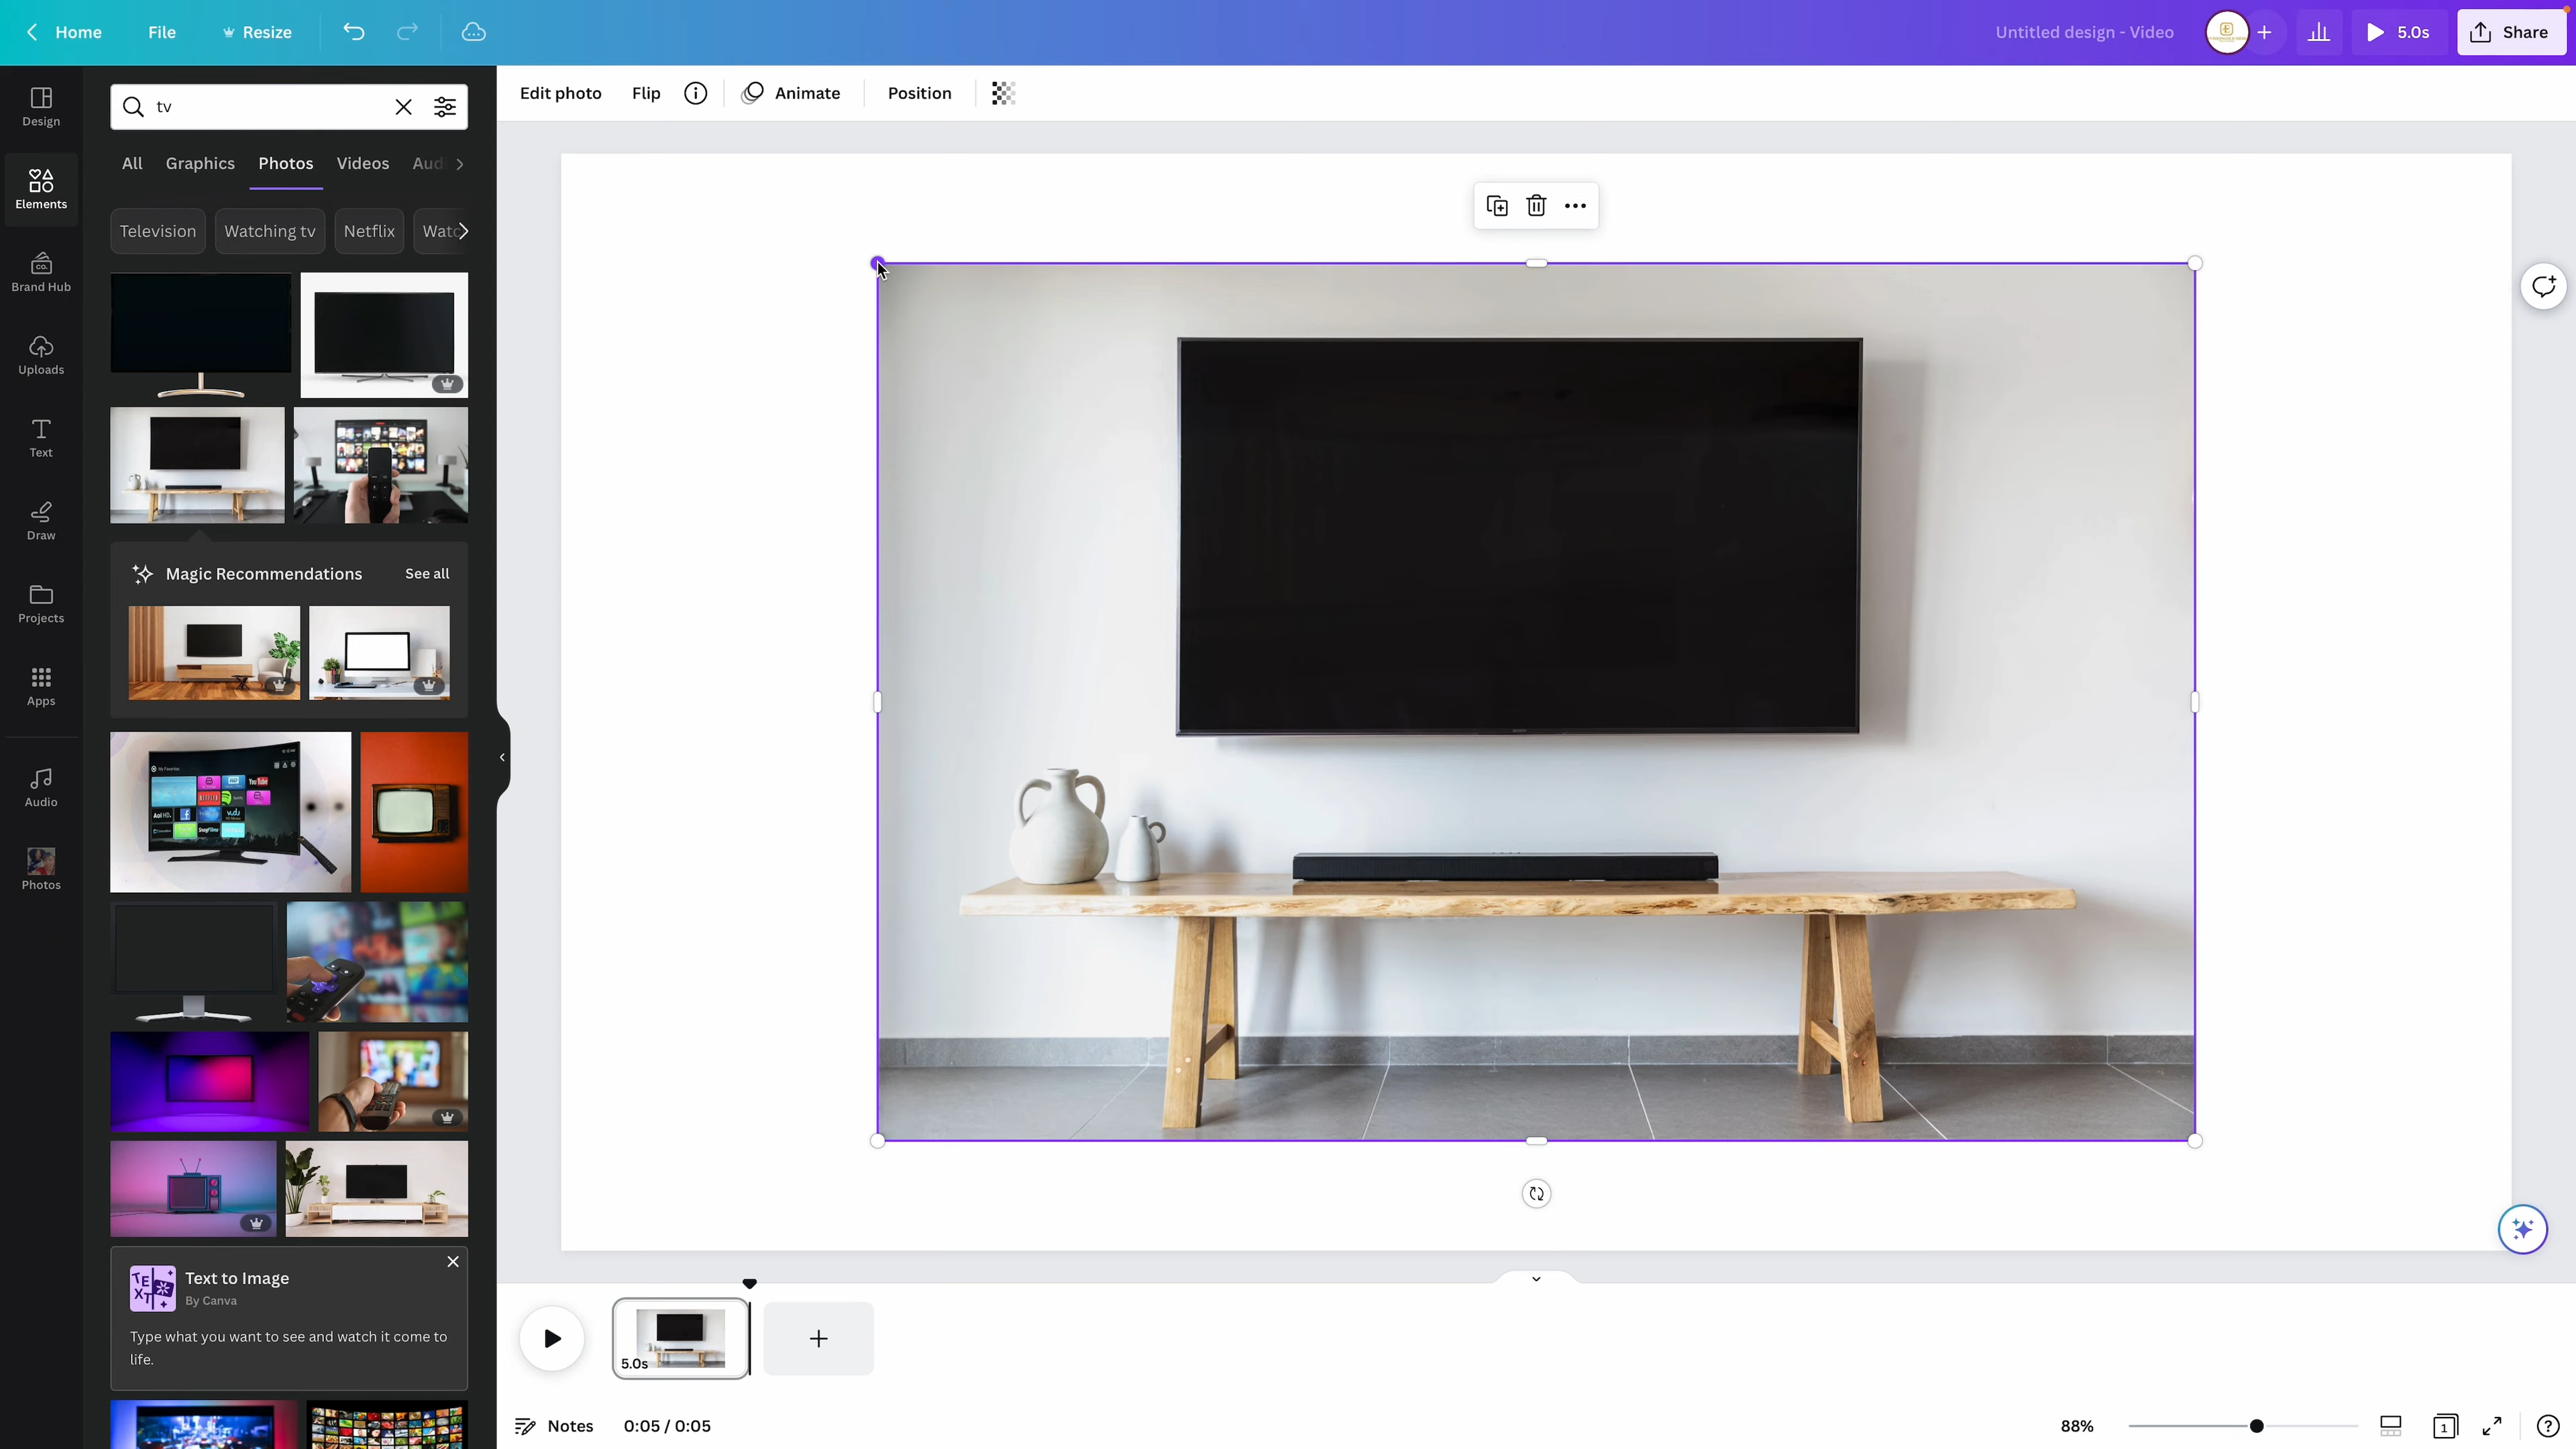 Home File Resize Untitled design - Video 5.0s Share
Design
Elements
Brand Hub
Uploads
Text
Draw
Projects
Apps
Audio
Photos
tv
All Graphics Photos Videos Aud
Television Watching tv Netflix Watc
Magic Recommendations See all
Text to Image
By Canva
Type what you want to see and watch it come to
life.
Edit photo Flip Animate Position
5.0s
Notes 0:05 / 0:05
88% 1